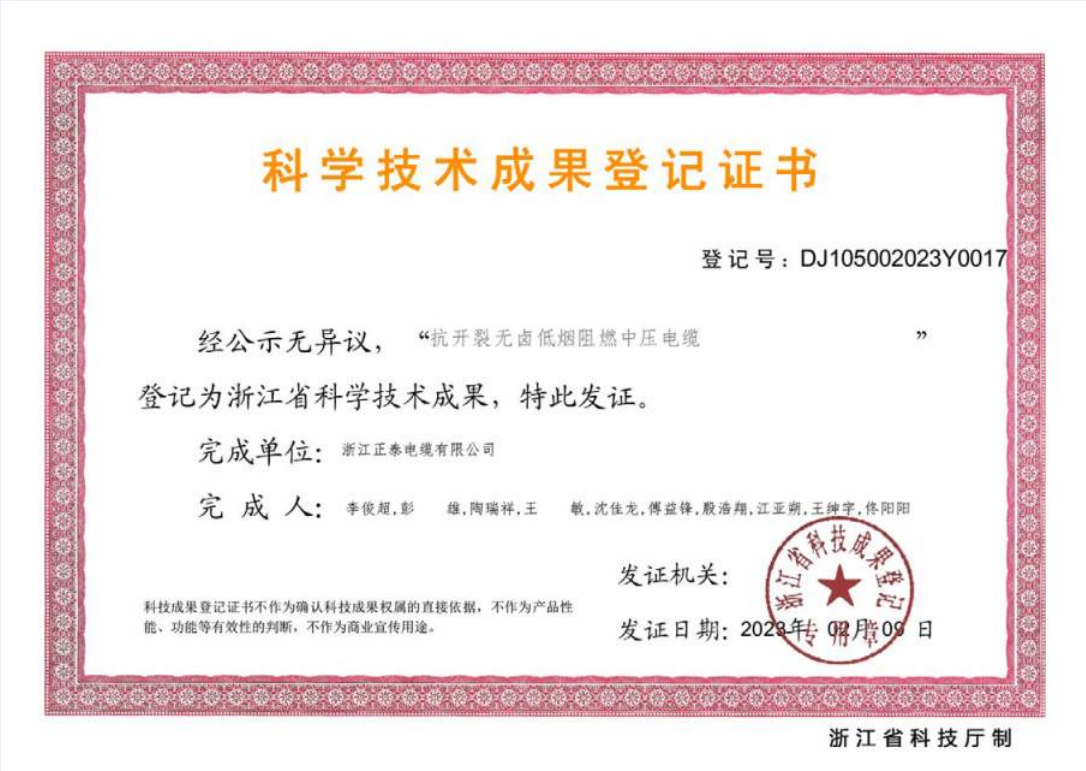 科学技术成果登记证书
登记号：DJ105002023Y0017
经公示无异议，“抗开裂无卤低烟阻燃中压电缆”
登记为浙江省科学技术成果，特此发证。
完成单位：浙江正泰电缆有限公司
完 成 人：李俊超,彭　雄,陶瑞祥,王　敏,沈佳龙,傅益锋,殷浩翔,江亚朔,王绅宇,佟阳阳
发证机关：
浙江省科技成果登记
专用章
科技成果登记证书不作为确认科技成果权属的直接依据，不作为产品性
能、功能等有效性的判断，不作为商业宣传用途。
发证日期：2023年 02月 09 日
浙江省科技厅制